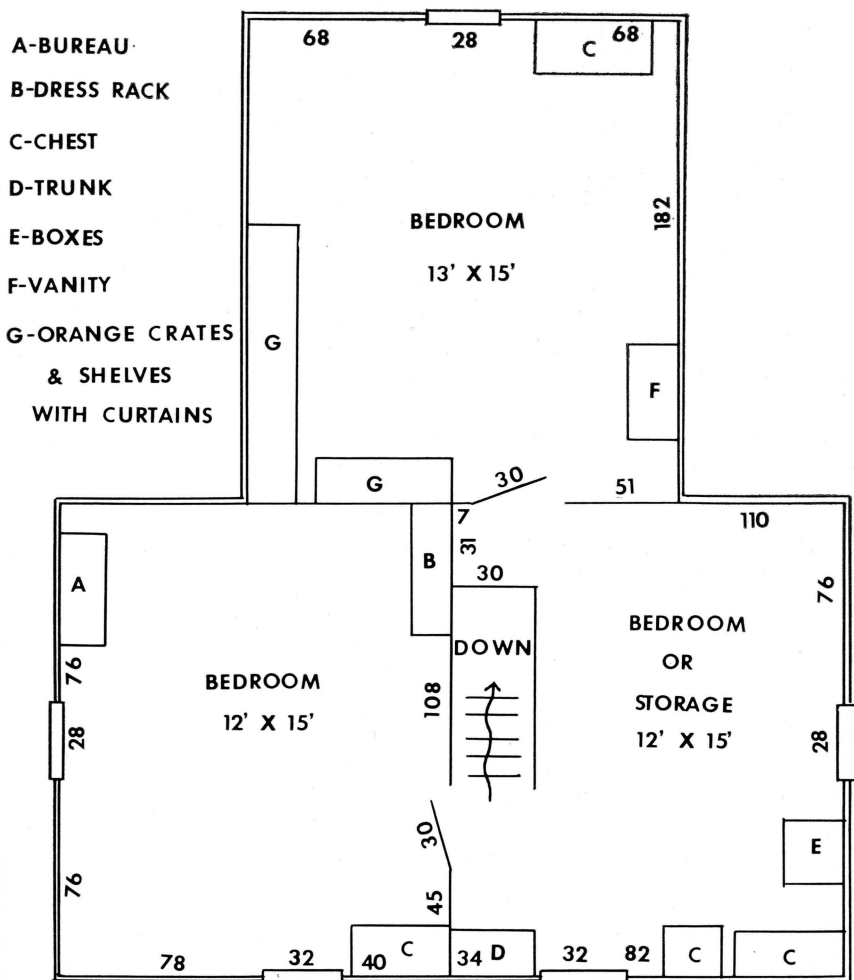 A-BUREAU
B-DRESS RACK
C-CHEST
D-TRUNK
E-BOXES
F-VANITY
G-ORANGE CRATES
& SHELVES
WITH CURTAINS
68
28
C
68
BEDROOM
13' X 15'
182
G
F
G
30
51
7
110
31
B
30
A
76
BEDROOM
OR
STORAGE
12' X 15'
DOWN
76
BEDROOM
12' X 15'
108
28
28
30
E
76
45
C
D
C
C
78
32
40
34
32
82